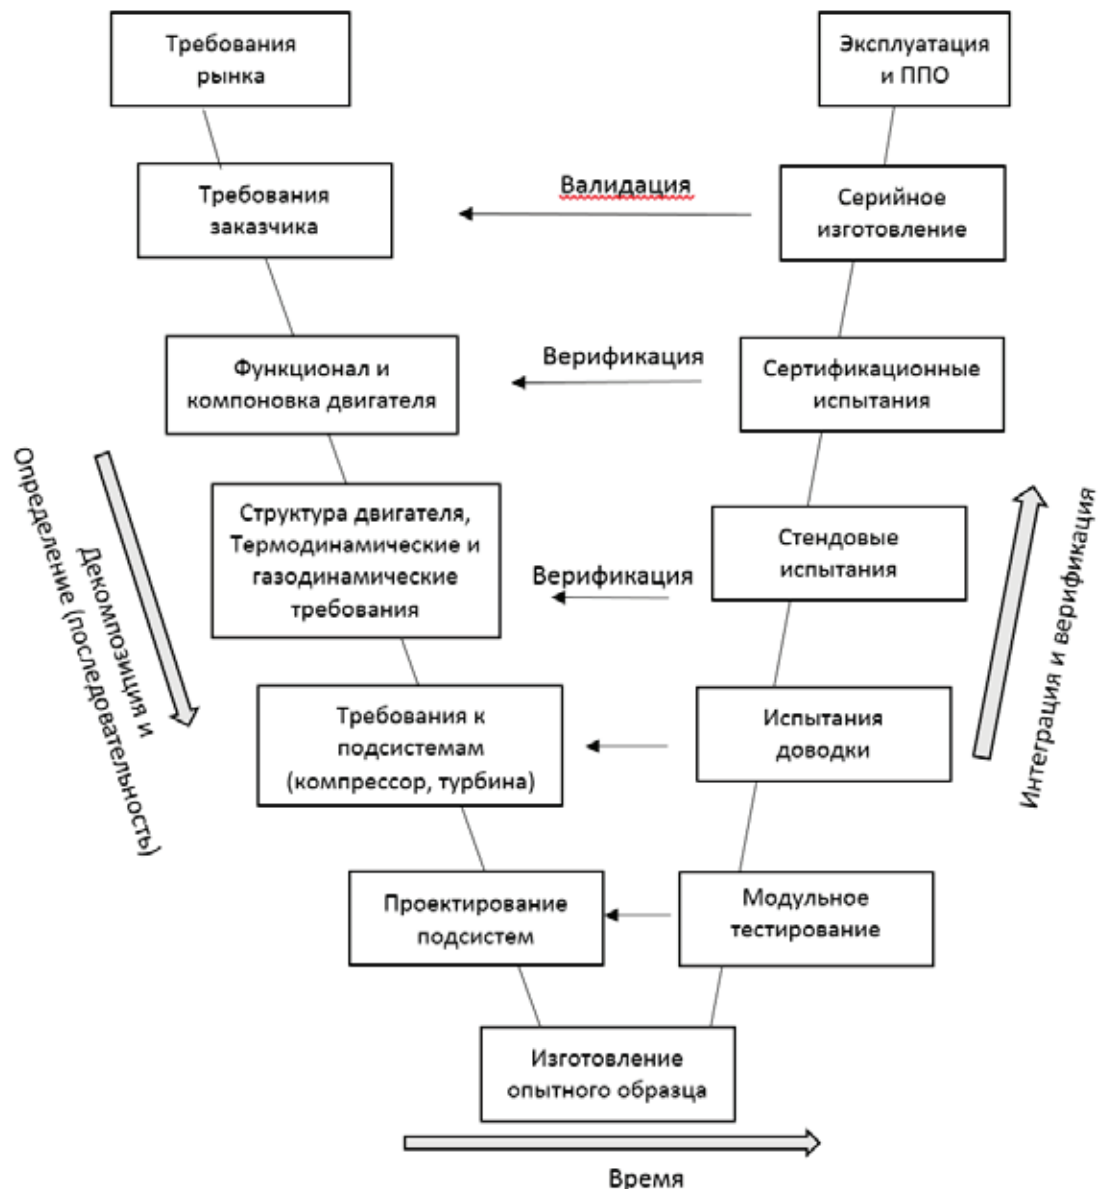 Требования
рынка
Эксплуатация
и ППО
Требования
заказчика
Валидация
Серийное
изготовление
Функционал и
компоновка двигателя
Верификация
Сертификационные
испытания
Структура двигателя,
Термодинамические и
газодинамические
требования
Верификация
Стендовые
испытания
Декомпозиция и
Определение (последовательность)
Интеграция и верификация
Требования к
подсистемам
(компрессор, турбина)
Испытания
доводки
Проектирование
подсистем
Модульное
тестирование
Изготовление
опытного образца
Время